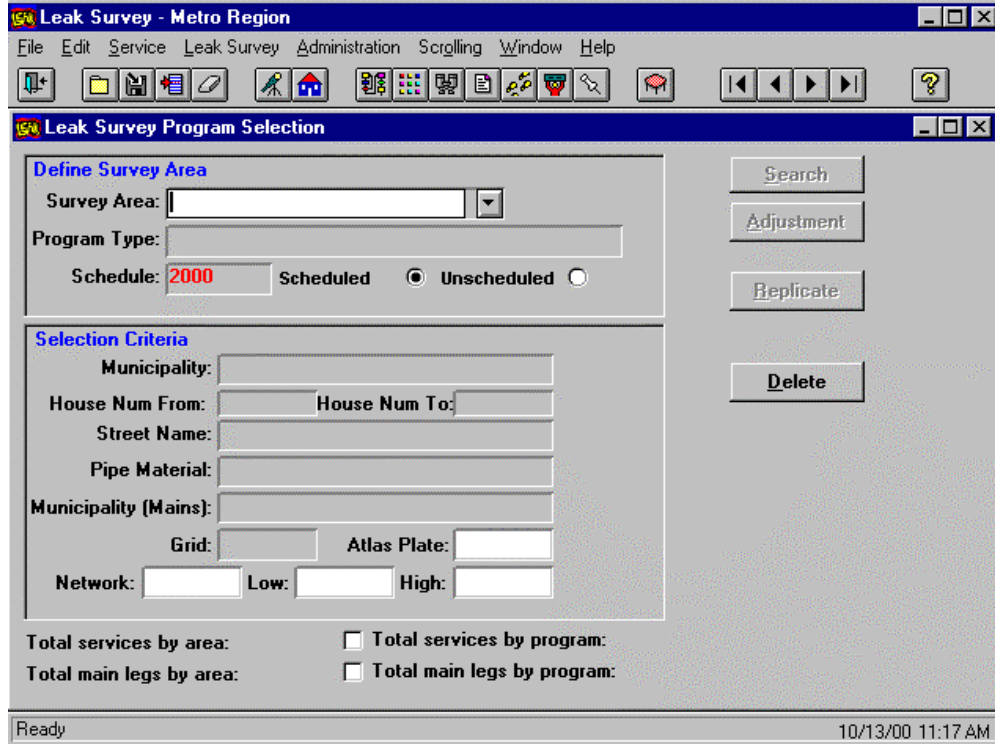 Leak Survey - Metro Region
File Edit Service Leak Survey Administration Scrolling Window Help
Leak Survey Program Selection
Define Survey Area
Survey Area:
Search
Adjustment
Program Type:
Schedule: 2000 Scheduled Unscheduled
Replicate
Selection Criteria
Municipality:
Delete
House Num From: House Num To:
Street Name:
Pipe Material:
Municipality (Mains):
Grid: Atlas Plate:
Network: Low: High:
Total services by area: Total services by program:
Total main legs by area: Total main legs by program:
Ready 10/13/00 11:17 AM